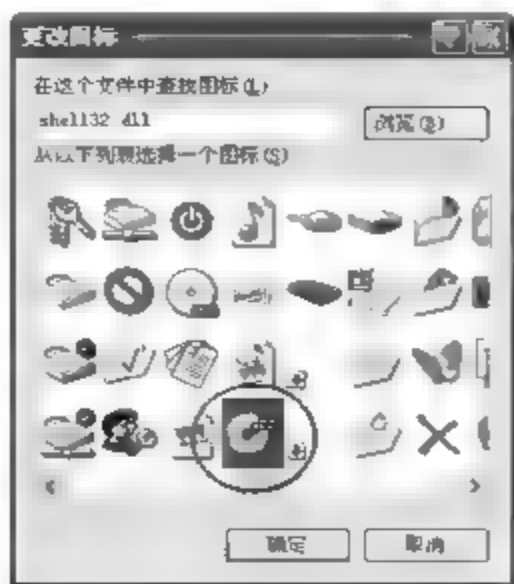 更改图标
在这个文件中查找图标(L)
shell32 dll
浏览(B)
从以下列表选择一个图标(S)
确定
取消